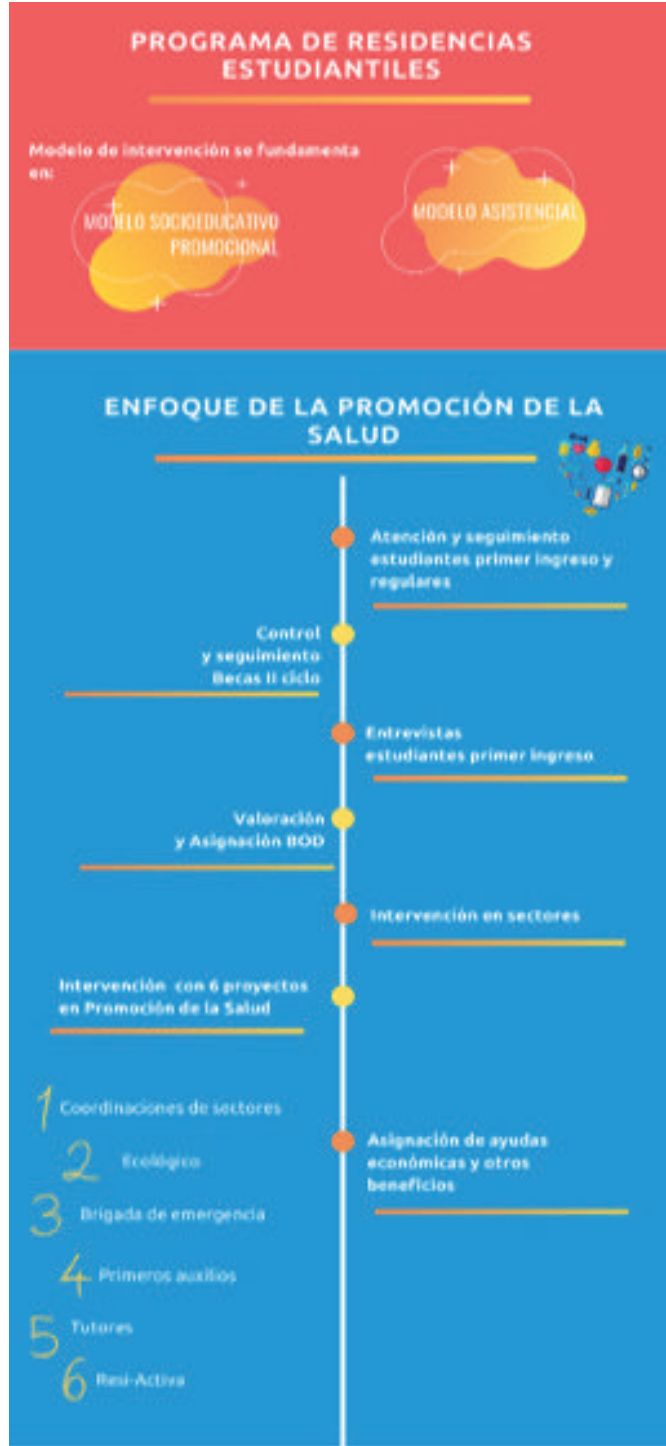 PROGRAMA DE RESIDENCIAS
ESTUDIANTILES
Modelo de intervención se fundamenta
en:
MODELO SOCIOEDUCATIVO
PROMOCIONAL
MODELO ASISTENCIAL
ENFOQUE DE LA PROMOCIÓN DE LA
SALUD
Atención y seguimiento
estudiantes primer ingreso y
regulares
Control
y seguimiento
Becas II ciclo
Entrevistas
estudiantes primer ingreso
Valoración
y Asignación BOD
Intervención en sectores
Intervención con 6 proyectos
en Promoción de la Salud
1 Coordinaciones de sectores
2 Ecológico
3 Brigada de emergencia
4 Primeros auxilios
5 Tutores
6 Resi-Activa
Asignación de ayudas
económicas y otros
beneficios